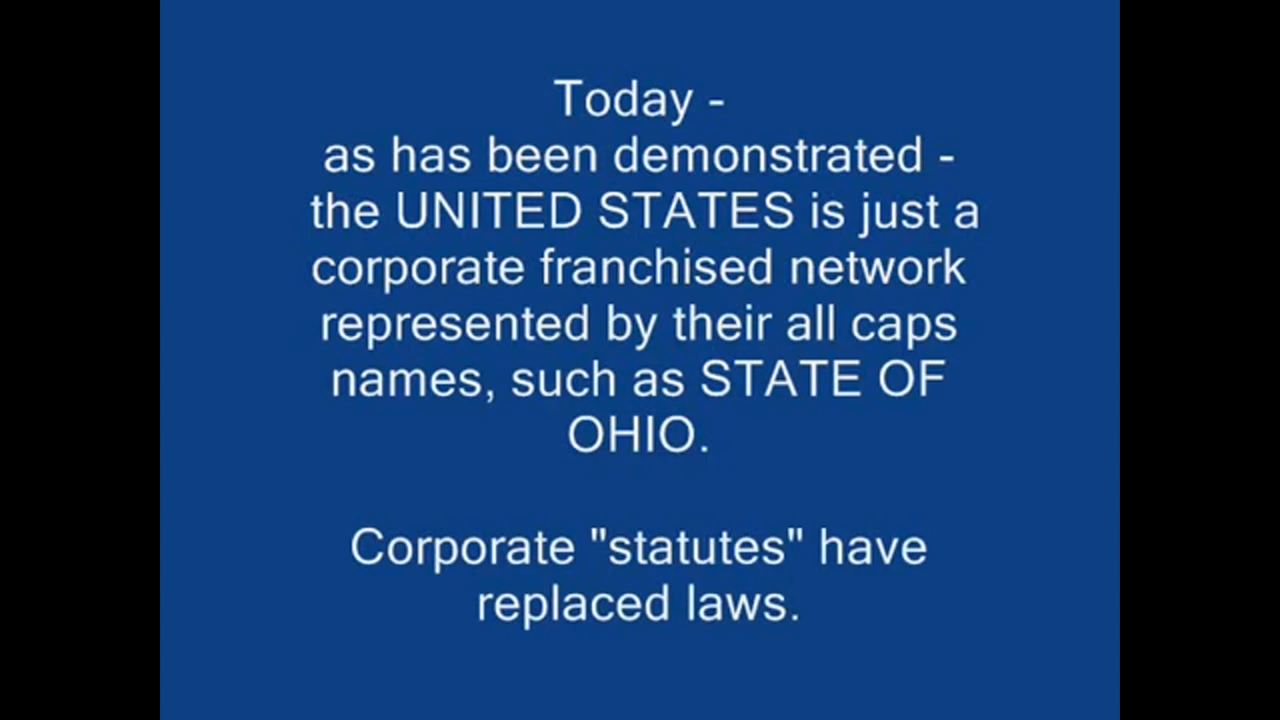 Today -
as has been demonstrated -
the UNITED STATES is just a
corporate franchised network
represented by their all caps
names, such as STATE OF
OHIO.
Corporate "statutes" have
replaced laws.